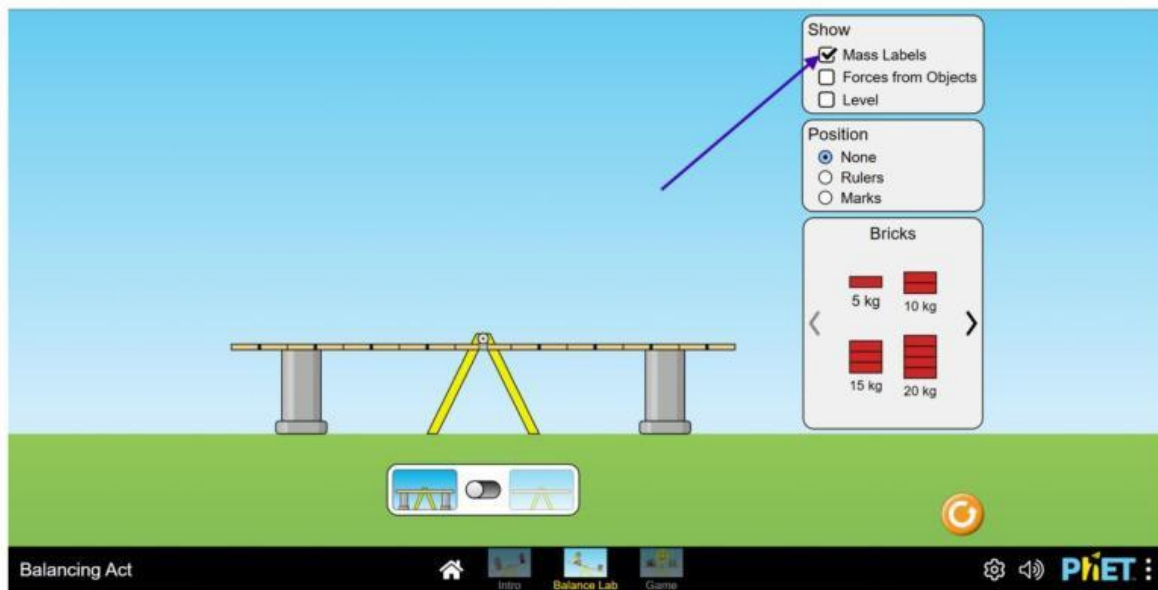 Show
Mass Labels
Forces from Objects
Level
Position
None
Rulers
Marks
Bricks
5 kg
10 kg
15 kg
20 kg
Balancing Act
Intro
Balance Lab
Game
PhET